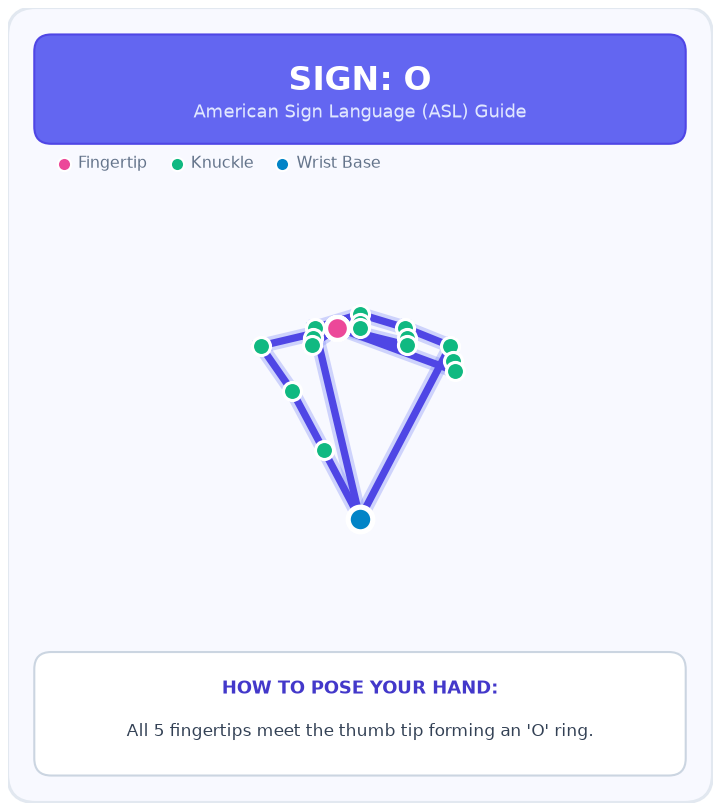 SIGN: O
American Sign Language (ASL) Guide
Fingertip Knuckle Wrist Base
HOW TO POSE YOUR HAND:
All 5 fingertips meet the thumb tip forming an 'O' ring.